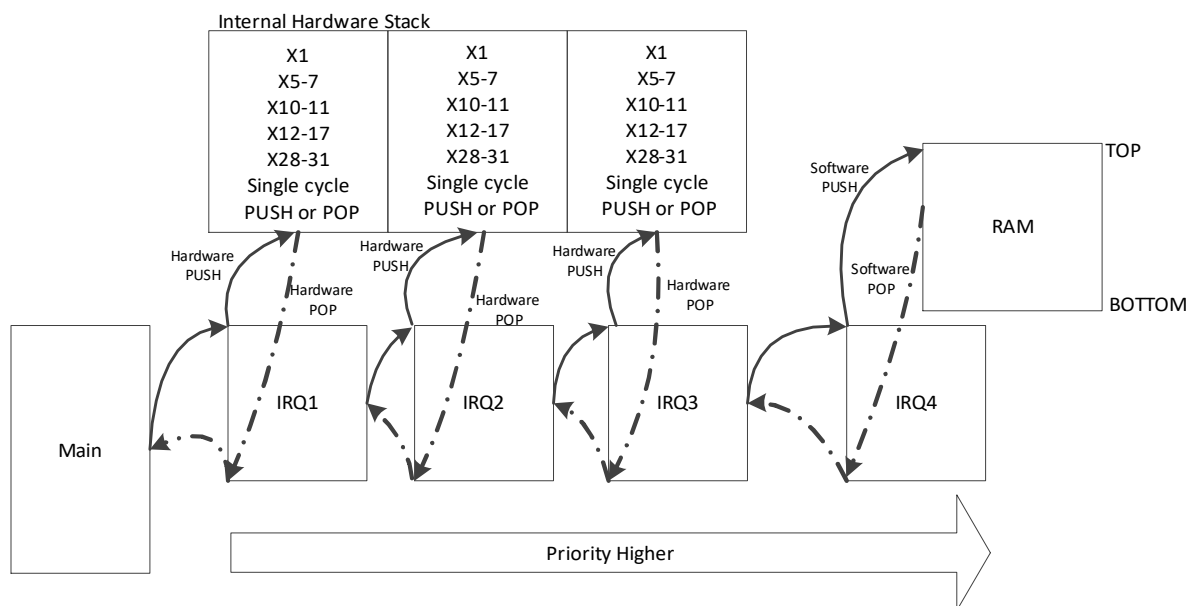 Internal Hardware Stack
X1
X5-7
X10-11
X12-17
X28-31
Single cycle
PUSH or POP
X1
X5-7
X10-11
X12-17
X28-31
Single cycle
PUSH or POP
X1
X5-7
X10-11
X12-17
X28-31
Single cycle
PUSH or POP
Hardware
PUSH
Hardware
POP
Hardware
PUSH
Hardware
POP
Hardware
PUSH
Hardware
POP
Software
PUSH
Software
POP
TOP
RAM
BOTTOM
Main
IRQ1
IRQ2
IRQ3
IRQ4
Priority Higher